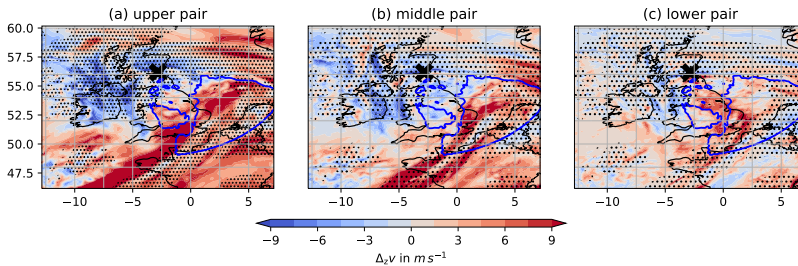 (a) upper pair (b) middle pair (c) lower pair
60.0
57.5
55.0
52.5
50.0
47.5
−10 −5 0 5 −10 −5 0 5 −10 −5 0 5
−9 −6 −3 0 3 6 9
Δ_z v in m s⁻¹